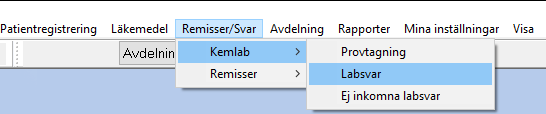 Patientregistrering Läkemedel Remisser/Svar Avdelning Rapporter Mina inställningar Visa
Avdelnin Kemlab > Provtagning
Remisser > Labsvar
Ej inkomna labsvar